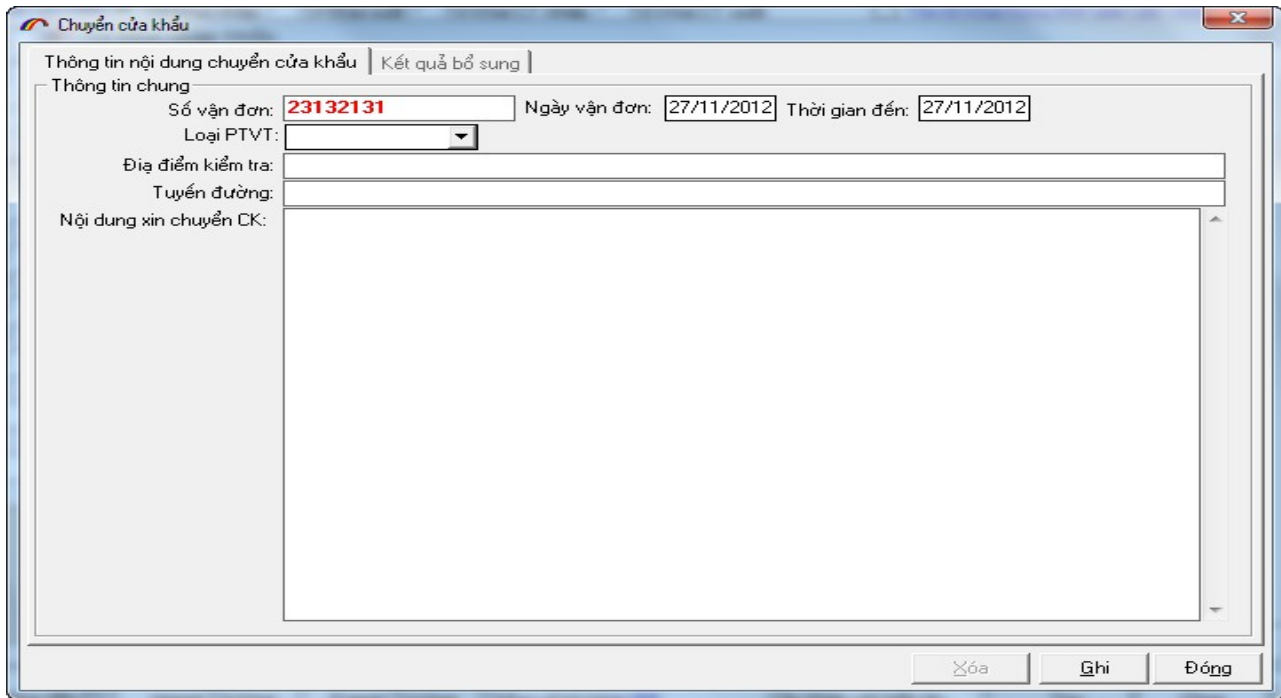 Chuyển cửa khẩu
Thông tin nội dung chuyển cửa khẩu Kết quả bổ sung
Thông tin chung
Số vận đơn: 23132131 Ngày vận đơn: 27/11/2012 Thời gian đến: 27/11/2012
Loại PTVT:
Địa điểm kiểm tra:
Tuyến đường:
Nội dung xin chuyển CK:
Xóa Ghi Đóng